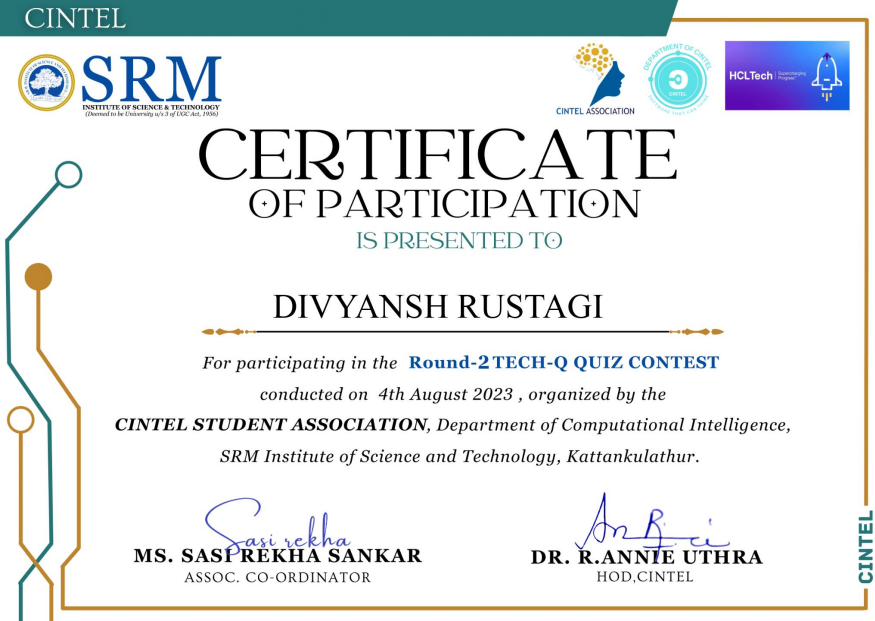 CINTEL
SRM
INSTITUTE OF SCIENCE & TECHNOLOGY
(Deemed to be University u/s 3 of UGC Act, 1956)
CINTEL ASSOCIATION
DEPARTMENT OF CINTEL
CINTEL
HCLTech | Supercharging Progress™
CERTIFICATE
OF PARTICIPATION
IS PRESENTED TO
DIVYANSH RUSTAGI
For participating in the Round-2 TECH-Q QUIZ CONTEST
conducted on 4th August 2023 , organized by the
CINTEL STUDENT ASSOCIATION, Department of Computational Intelligence,
SRM Institute of Science and Technology, Kattankulathur.
Sasi rekha
MS. SASI REKHA SANKAR
ASSOC. CO-ORDINATOR
DR. R.ANNIE UTHRA
HOD,CINTEL
CINTEL